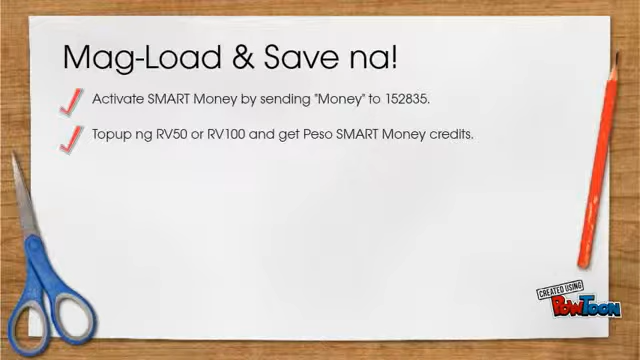 Mag-Load & Save na!
Activate SMART Money by sending "Money" to 152835.
Topup ng RV50 or RV100 and get Peso SMART Money credits.
CREATED USING
POWTOON